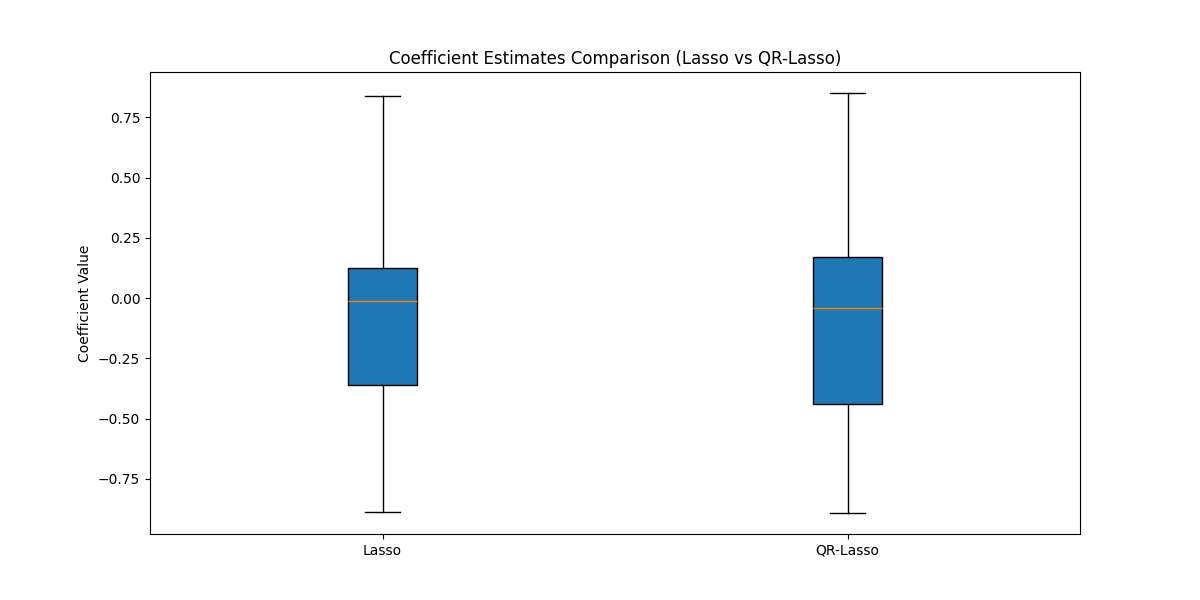 Coefficient Estimates Comparison (Lasso vs QR-Lasso)
Coefficient Value
0.75
0.50
0.25
0.00
−0.25
−0.50
−0.75
Lasso
QR-Lasso